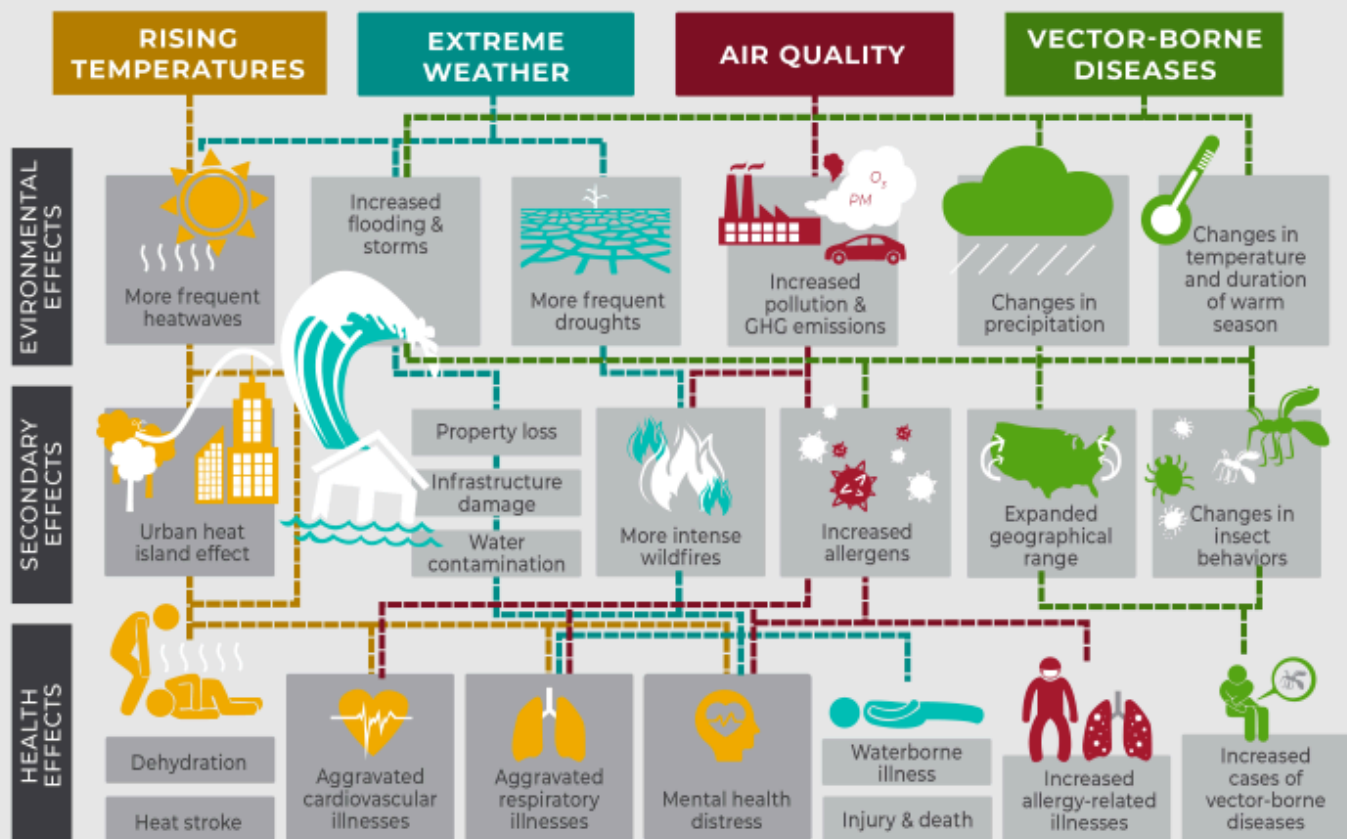 RISING
TEMPERATURES
EXTREME
WEATHER
AIR QUALITY
VECTOR-BORNE
DISEASES
EVIRONMENTAL
EFFECTS
More frequent
heatwaves
Increased
flooding &
storms
More frequent
droughts
O3
PM
Increased
pollution &
GHG emissions
Changes in
precipitation
Changes in
temperature
and duration
of warm
season
SECONDARY
EFFECTS
°C
Urban heat
island effect
Property loss
Infrastructure
damage
Water
contamination
More intense
wildfires
Increased
allergens
Expanded
geographical
range
Changes in
insect
behaviors
HEALTH
EFFECTS
Dehydration
Heat stroke
Aggravated
cardiovascular
illnesses
Aggravated
respiratory
illnesses
Mental health
distress
Waterborne
illness
Injury & death
Increased
allergy-related
illnesses
Increased
cases of
vector-borne
diseases